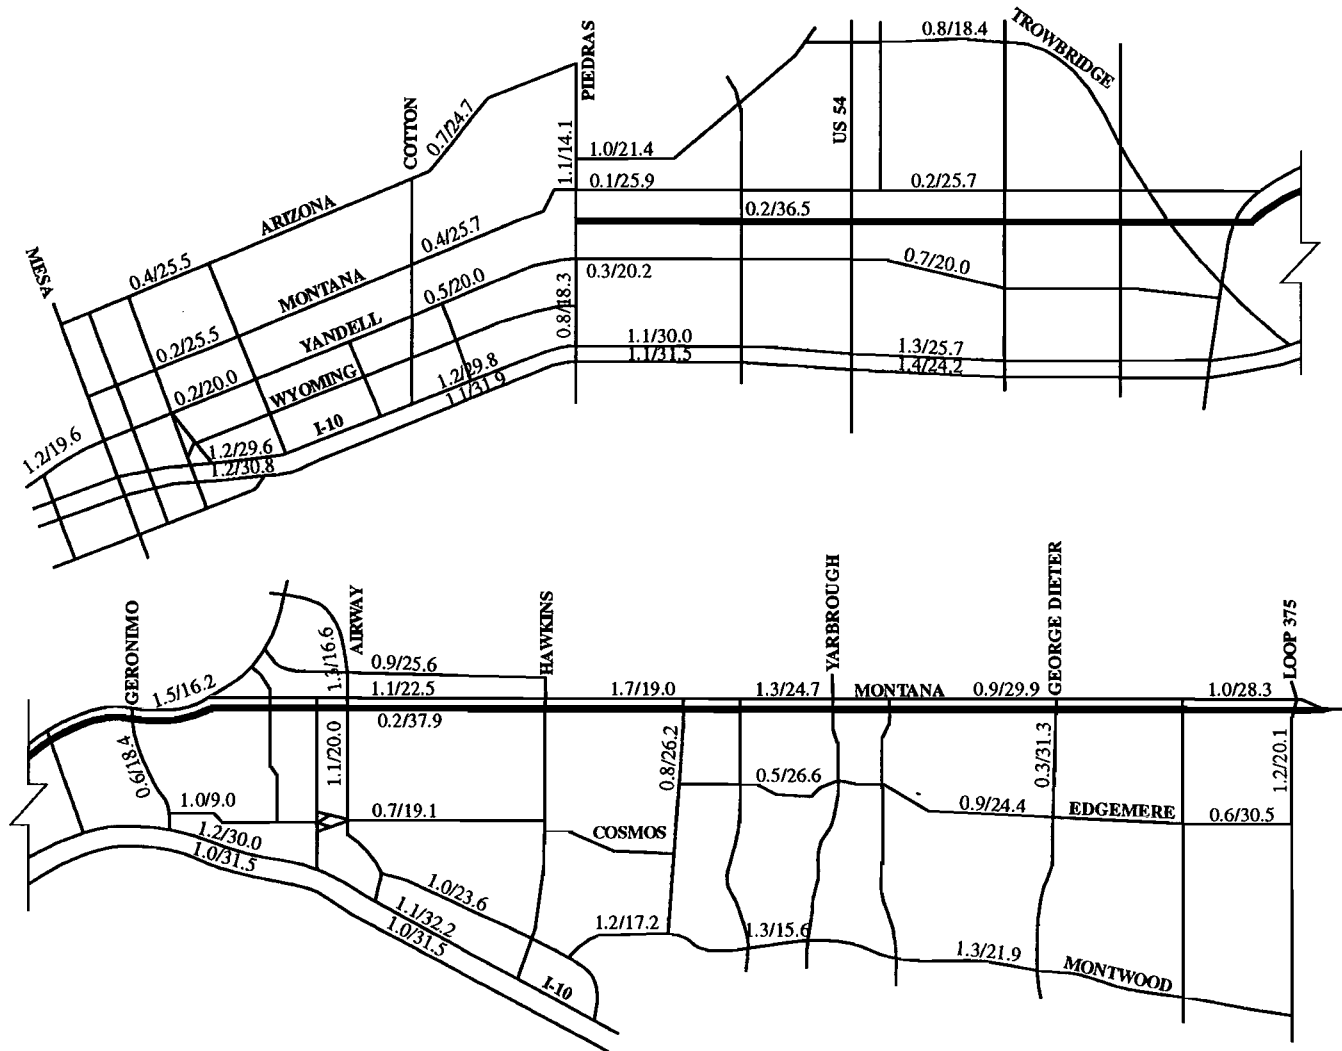 TROWBRIDGE
0.8/18.4
PIEDRAS
US 54
COTTON
0.7/24.7
1.1/14.1
1.0/21.4
0.1/25.9
0.2/25.7
ARIZONA
0.2/36.5
MESA
0.4/25.5
MONTANA
0.4/25.7
0.5/20.0
0.3/20.2
0.7/20.0
0.8/18.3
0.2/25.5
YANDELL
1.1/30.0
1.1/31.5
1.3/25.7
1.4/24.2
0.2/20.0
WYOMING
1.2/29.8
1.1/31.9
I-10
1.2/19.6
1.2/29.6
1.2/30.8
GERONIMO
AIRWAY
HAWKINS
YARBROUGH
GEORGE DIETER
LOOP 375
1.3/16.6
0.9/25.6
1.5/16.2
1.1/22.5
1.7/19.0
1.3/24.7
MONTANA
0.9/29.9
1.0/28.3
0.2/37.9
0.6/18.4
1.1/20.0
0.8/26.2
0.3/31.3
1.2/20.1
0.5/26.6
1.0/9.0
0.7/19.1
0.9/24.4
EDGEMERE
0.6/30.5
COSMOS
1.2/30.0
1.0/31.5
1.0/23.6
1.1/32.2
1.0/31.5
1.2/17.2
1.3/15.6
1.3/21.9
MONTWOOD
I-10